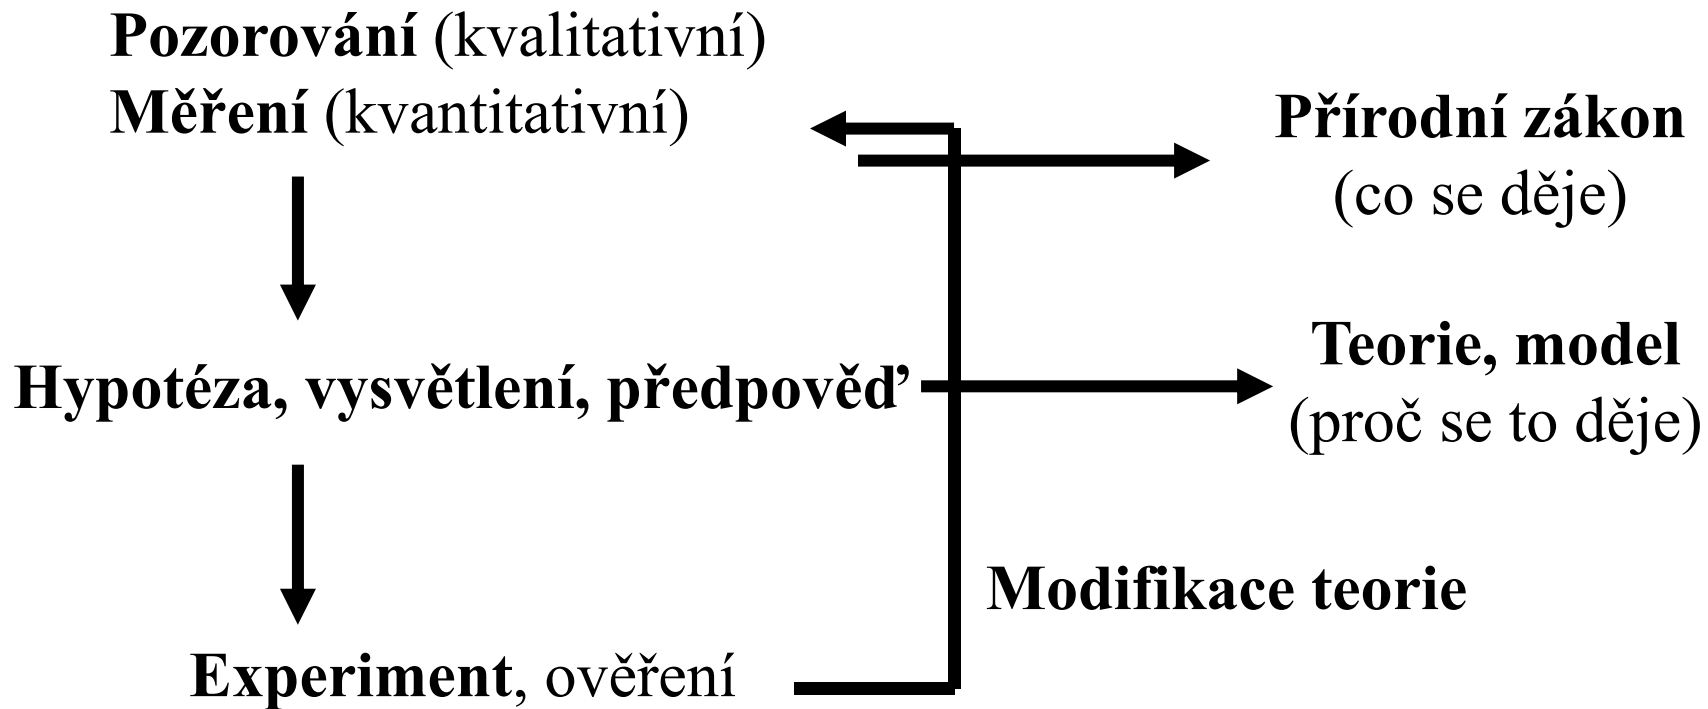 Pozorování (kvalitativní)
Měření (kvantitativní)
Přírodní zákon
(co se děje)
Hypotéza, vysvětlení, předpověď
Teorie, model
(proč se to děje)
Modifikace teorie
Experiment, ověření